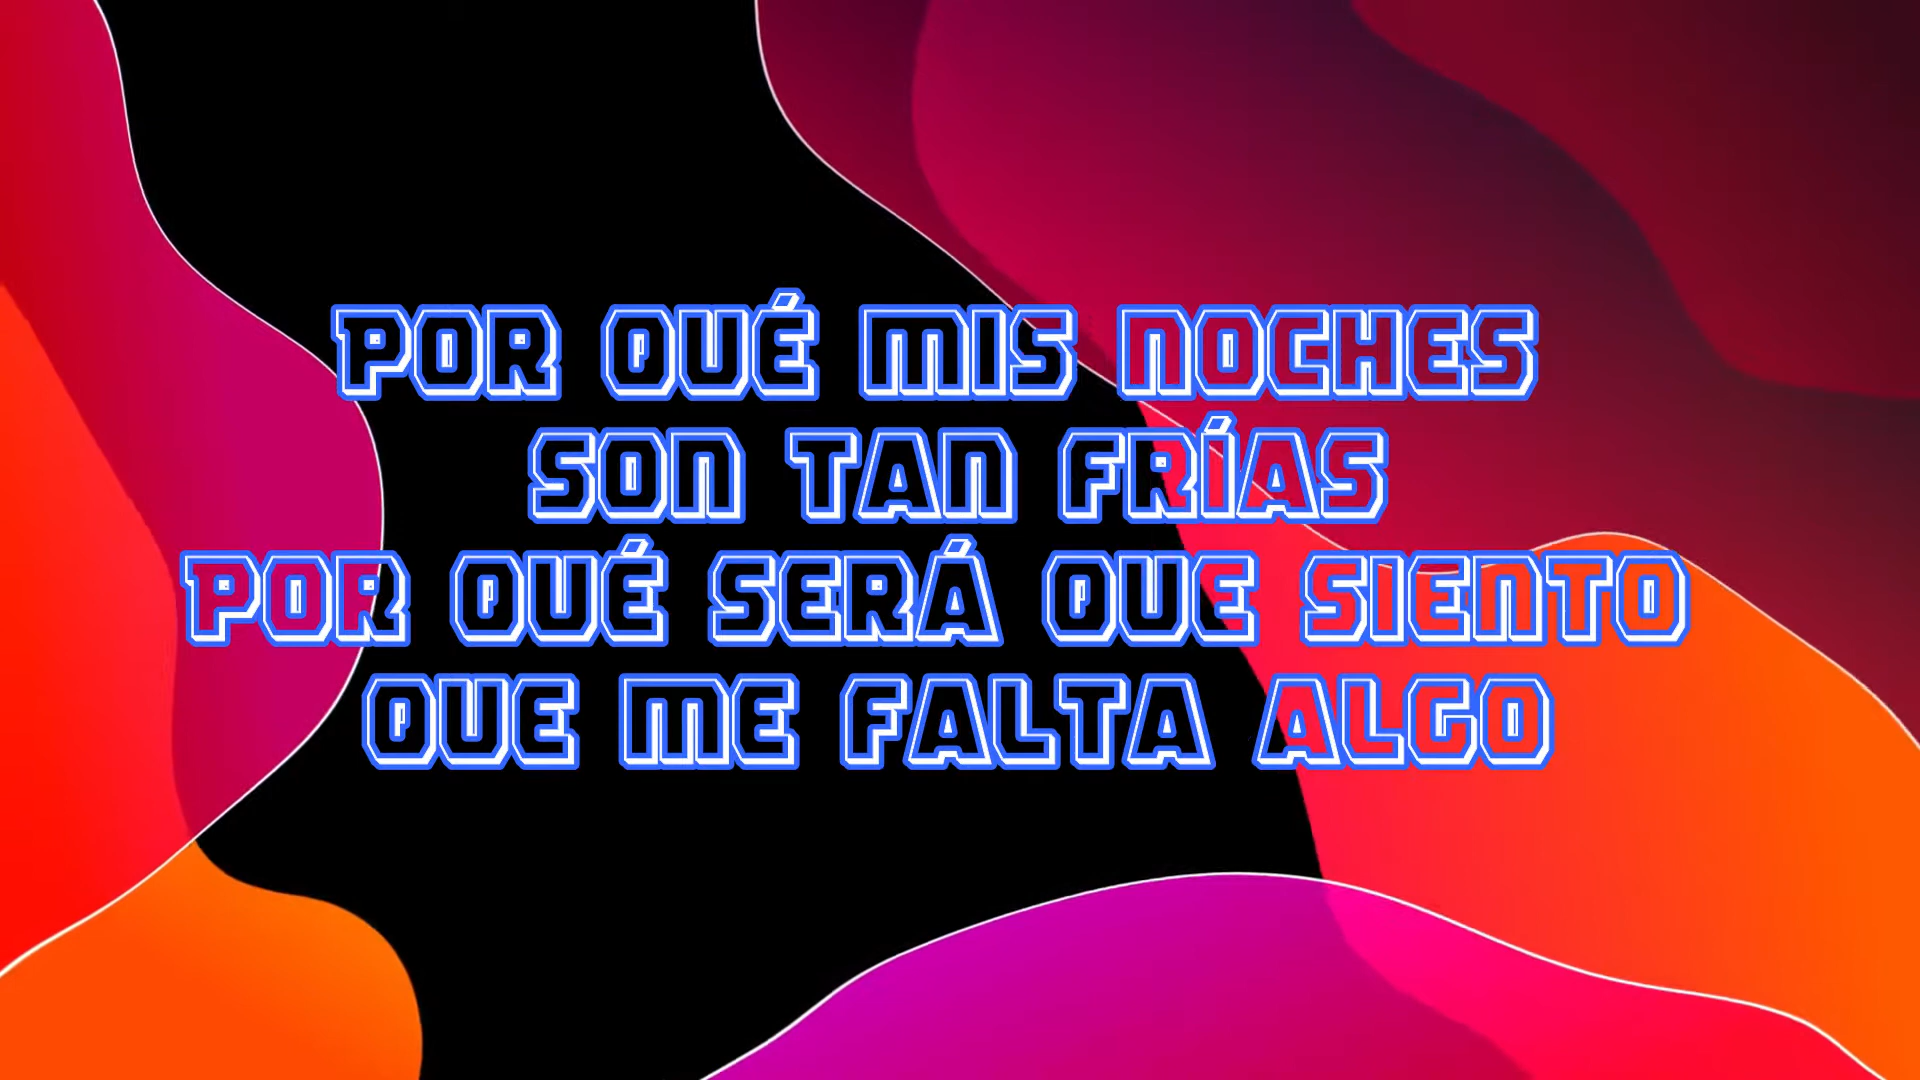 POR QUÉ MIS NOCHES
SON TAN FRÍAS
POR QUÉ SERÁ QUE SIENTO
QUE ME FALTA ALGO